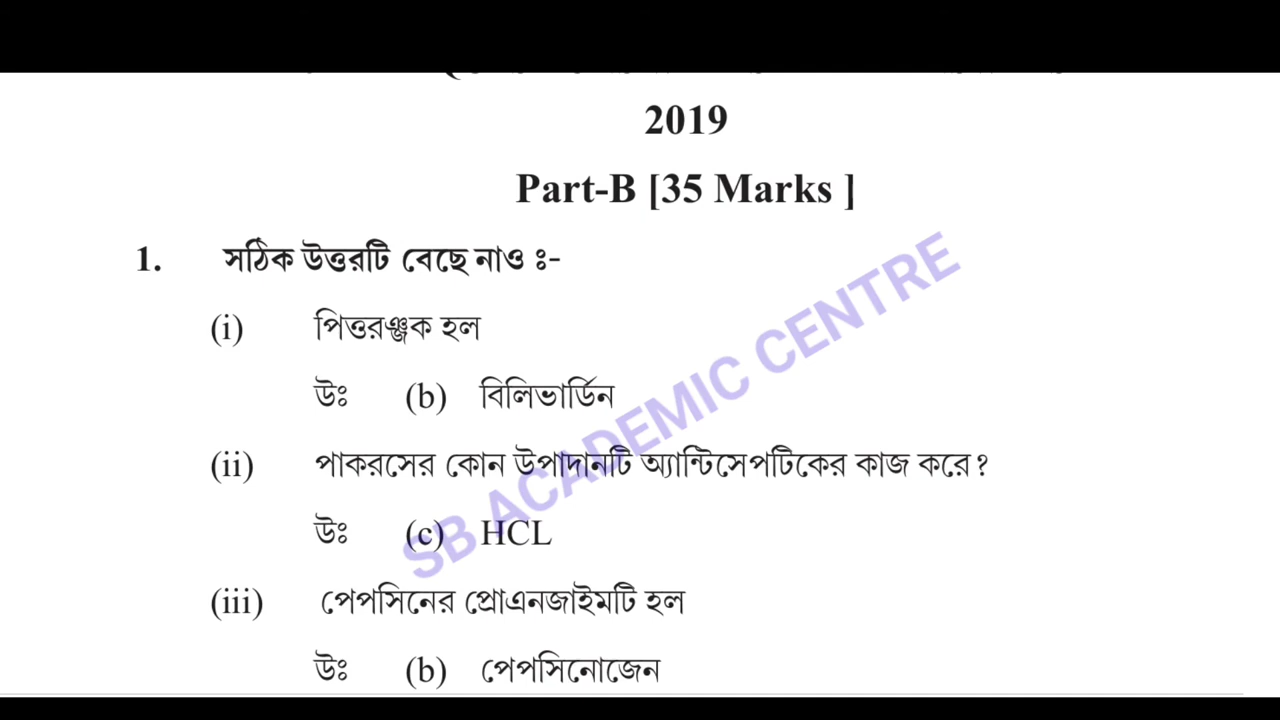 2019
Part-B [35 Marks ]
1. সঠিক উত্তরটি বেছে নাও ঃ-
(i) পিত্তরঞ্জক হল
উঃ (b) বিলিভার্ডিন
(ii) পাকরসের কোন উপাদানটি অ্যান্টিসেপটিকের কাজ করে?
উঃ (c) HCL
(iii) পেপসিনের প্রোএনজাইমটি হল
উঃ (b) পেপসিনোজেন
SB ACADEMIC CENTRE